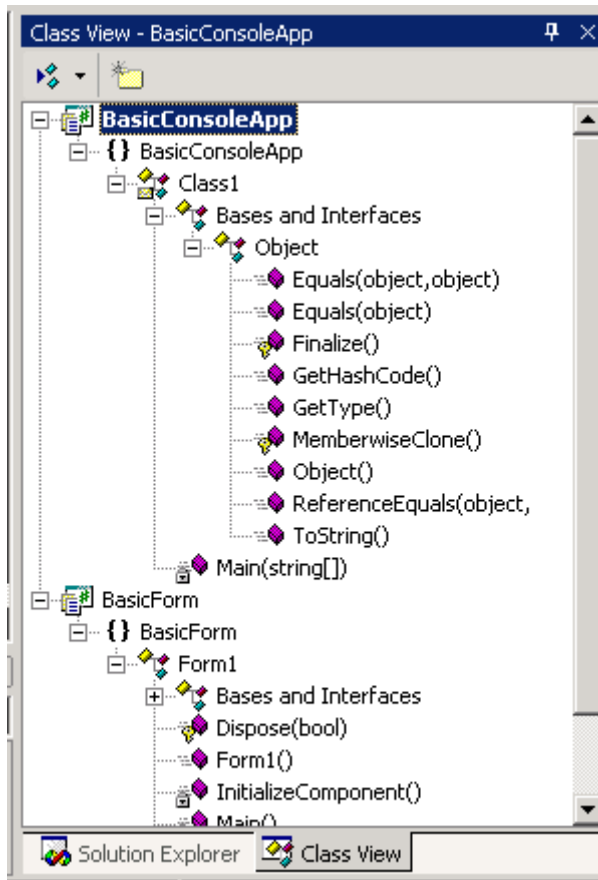 Class View - BasicConsoleApp
BasicConsoleApp
{} BasicConsoleApp
Class1
Bases and Interfaces
Object
Equals(object,object)
Equals(object)
Finalize()
GetHashCode()
GetType()
MemberwiseClone()
Object()
ReferenceEquals(object,
ToString()
Main(string[])
BasicForm
{} BasicForm
Form1
Bases and Interfaces
Dispose(bool)
Form1()
InitializeComponent()
Main()
Solution Explorer Class View